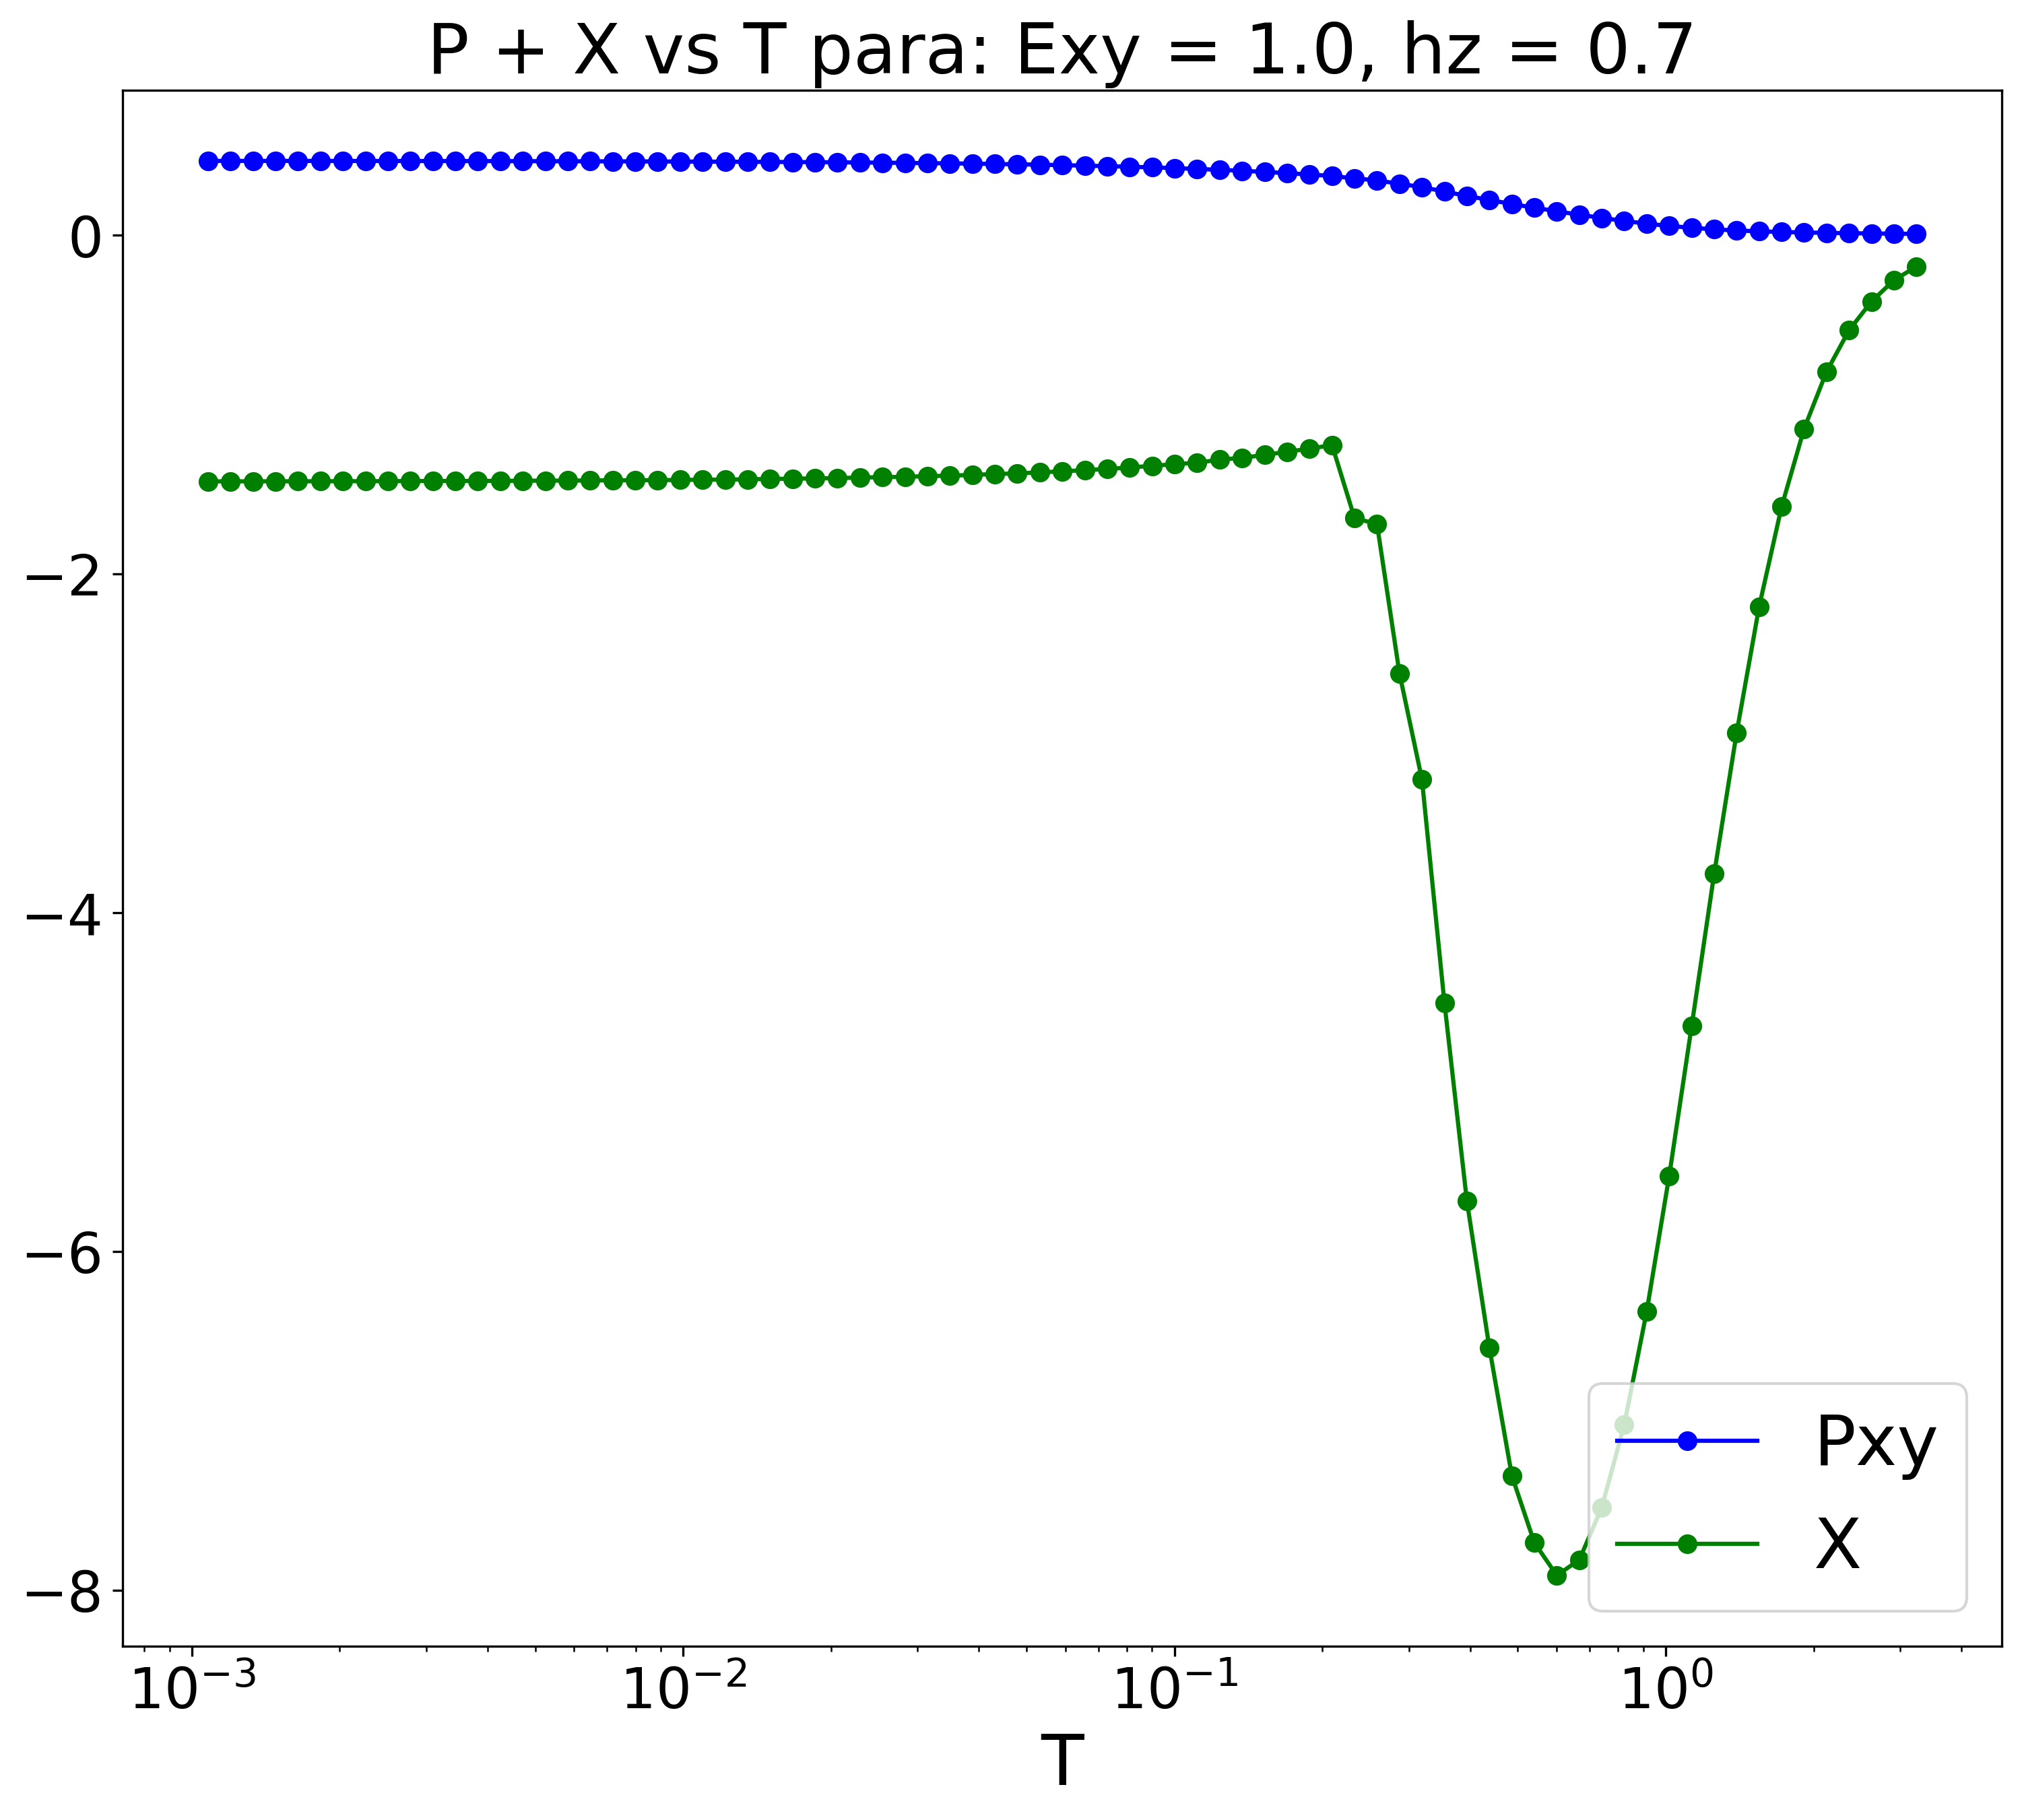 P + X vs T para: Exy = 1.0, hz = 0.7
0
−2
−4
−6
−8
Pxy
X
10⁻³ 10⁻² 10⁻¹ 10⁰
T